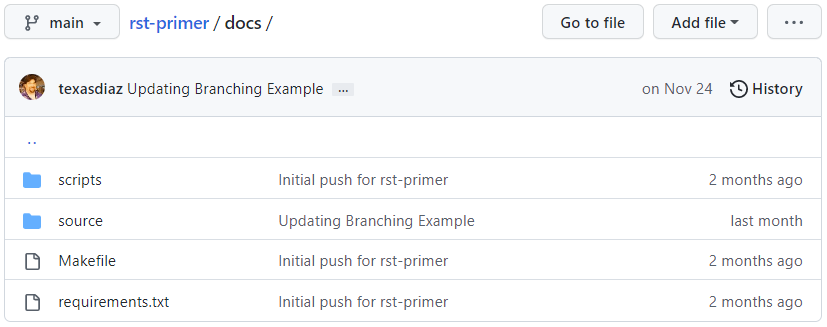 main rst-primer / docs / Go to file Add file ...
texasdiaz Updating Branching Example ... on Nov 24 History
..
scripts Initial push for rst-primer 2 months ago
source Updating Branching Example last month
Makefile Initial push for rst-primer 2 months ago
requirements.txt Initial push for rst-primer 2 months ago